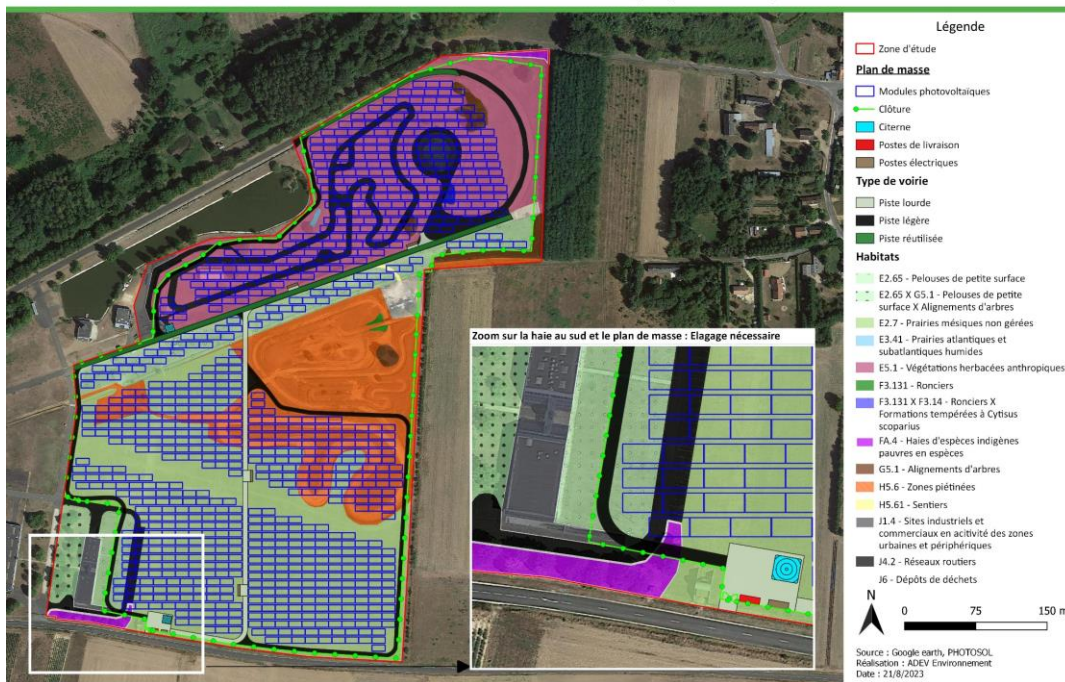 Légende
Zone d'étude
Plan de masse
Modules photovoltaïques
Clôture
Citerne
Postes de livraison
Postes électriques
Type de voirie
Piste lourde
Piste légère
Piste réutilisée
Habitats
E2.65 - Pelouses de petite surface
E2.65 X G5.1 - Pelouses de petite
surface X Alignements d'arbres
E2.7 - Prairies mésiques non gérées
E3.41 - Prairies atlantiques et
subatlantiques humides
E5.1 - Végétations herbacées anthropiques
F3.131 - Ronciers
F3.131 X F3.14 - Ronciers X
Formations tempérées à Cytisus
scoparius
FA.4 - Haies d'espèces indigènes
pauvres en espèces
G5.1 - Alignements d'arbres
H5.6 - Zones piétinées
H5.61 - Sentiers
J1.4 - Sites industriels et
commerciaux en acitivité des zones
urbaines et périphériques
J4.2 - Réseaux routiers
J6 - Dépôts de déchets
N
0 75 150 m
Source : Google earth, PHOTOSOL
Réalisation : ADEV Environnement
Date : 21/8/2023
Zoom sur la haie au sud et le plan de masse : Elagage nécessaire